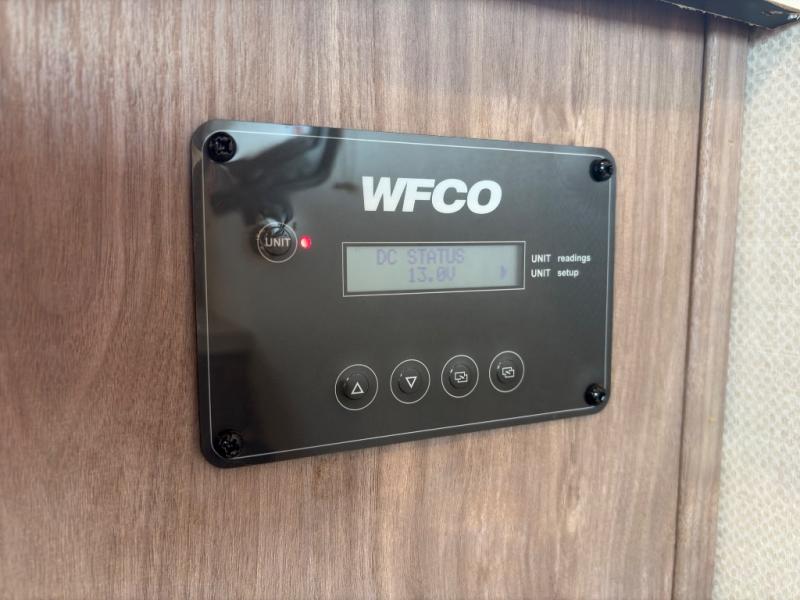 WFCO
UNIT
DC STATUS
13.0V
UNIT readings
UNIT setup